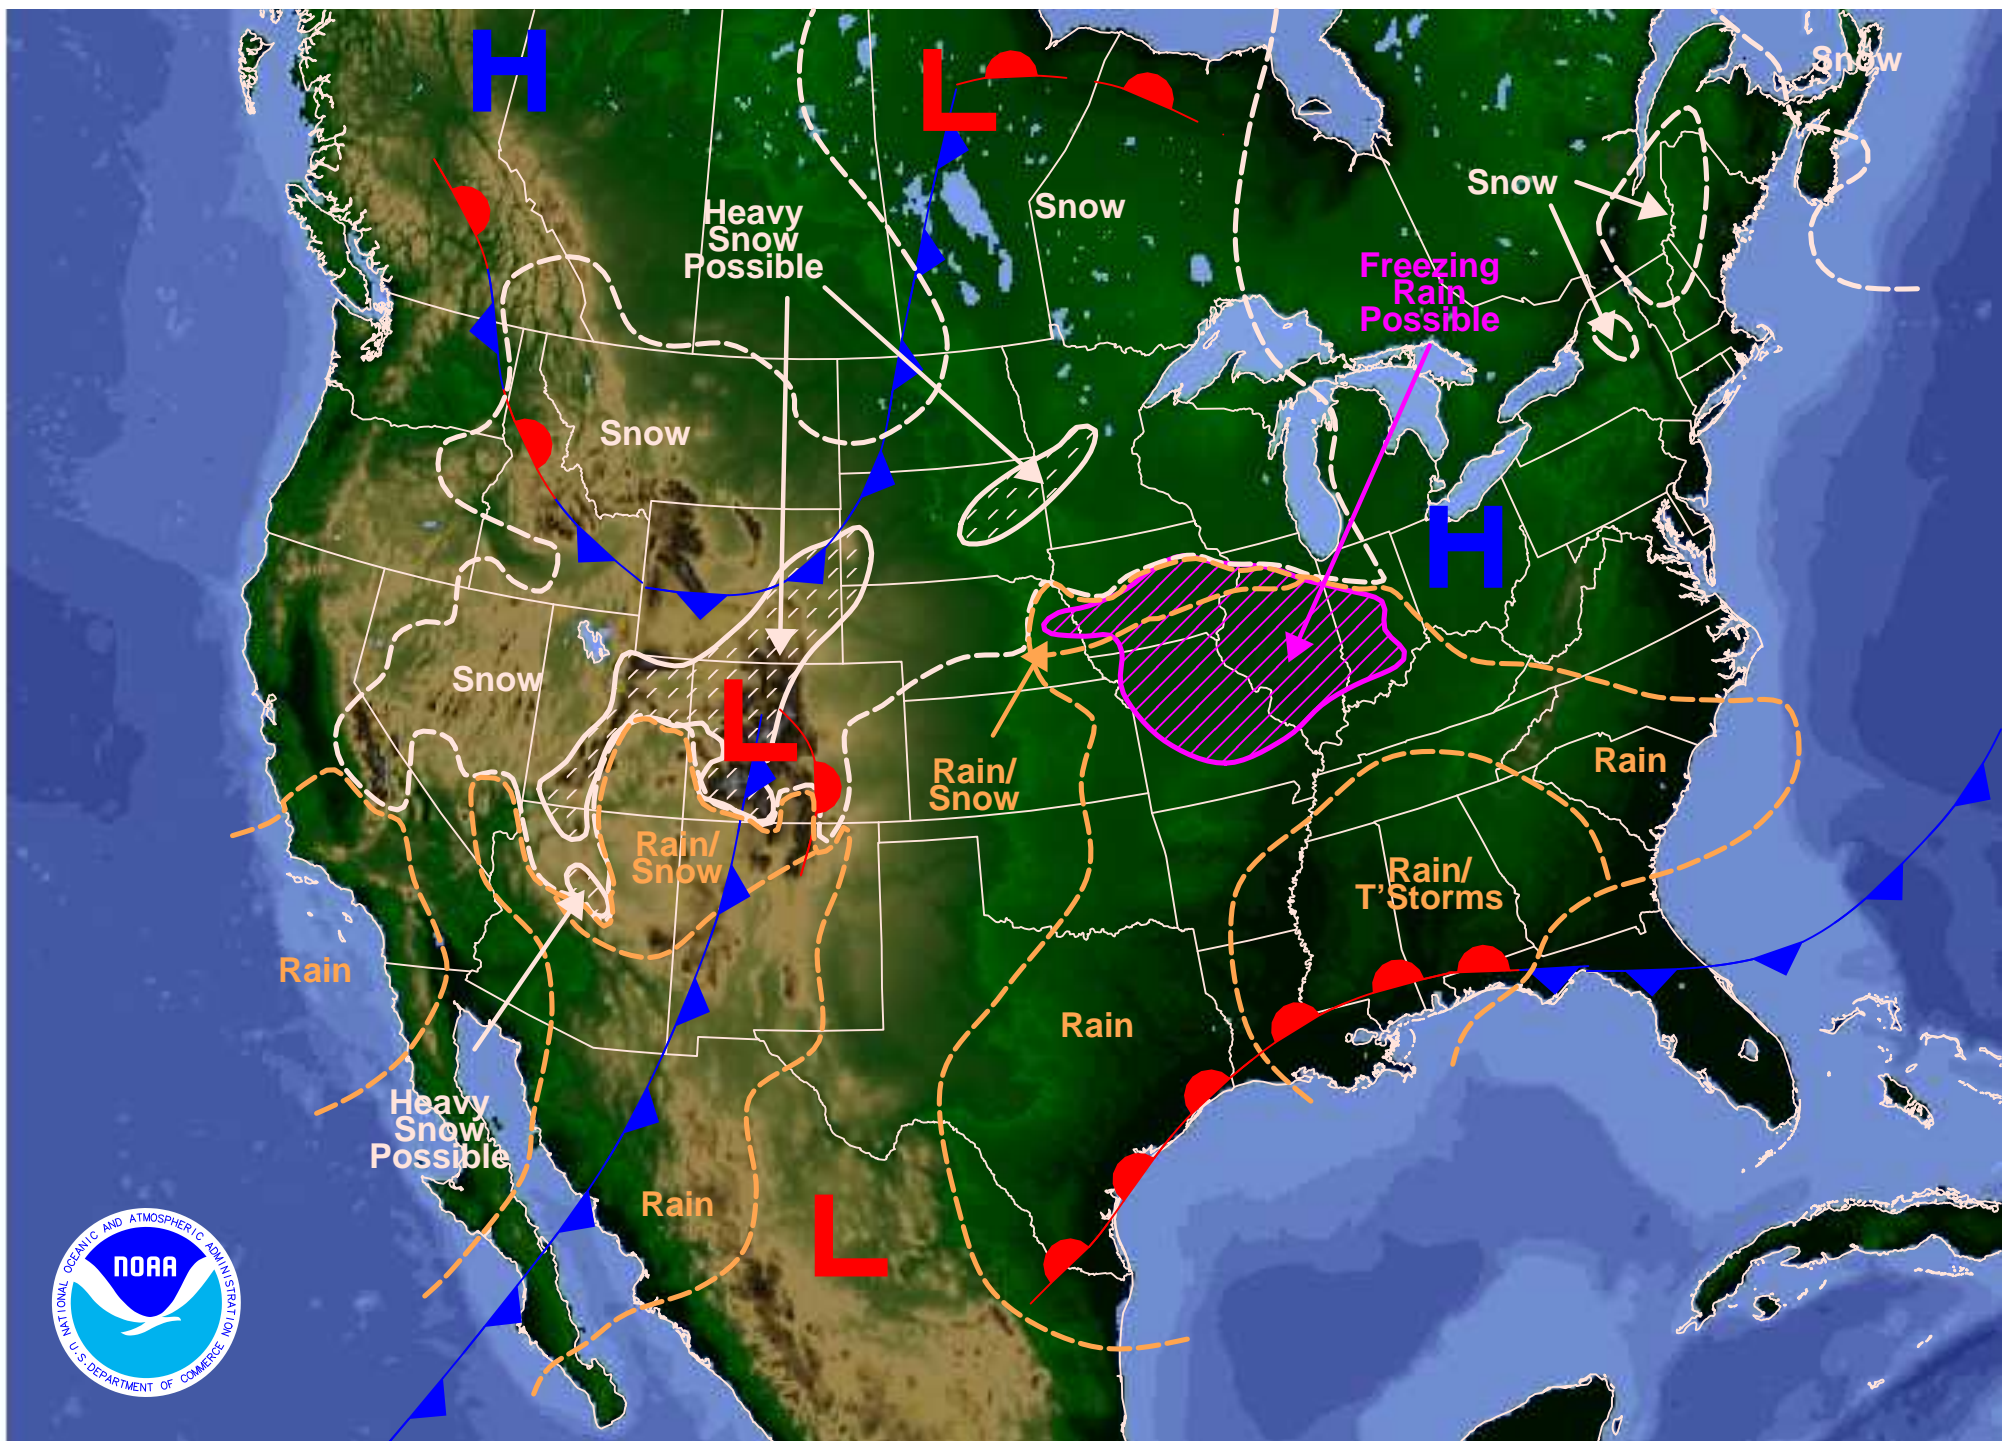 H
L
Snow
Heavy
Snow
Possible
Snow
Snow
Freezing
Rain
Possible
Snow
H
Snow
L
Rain/
Snow
Rain
Rain/
Snow
Rain/
T'Storms
Rain
Rain
Heavy
Snow
Possible
Rain
L
NATIONAL OCEANIC AND ATMOSPHERIC ADMINISTRATION
NOAA
U.S. DEPARTMENT OF COMMERCE